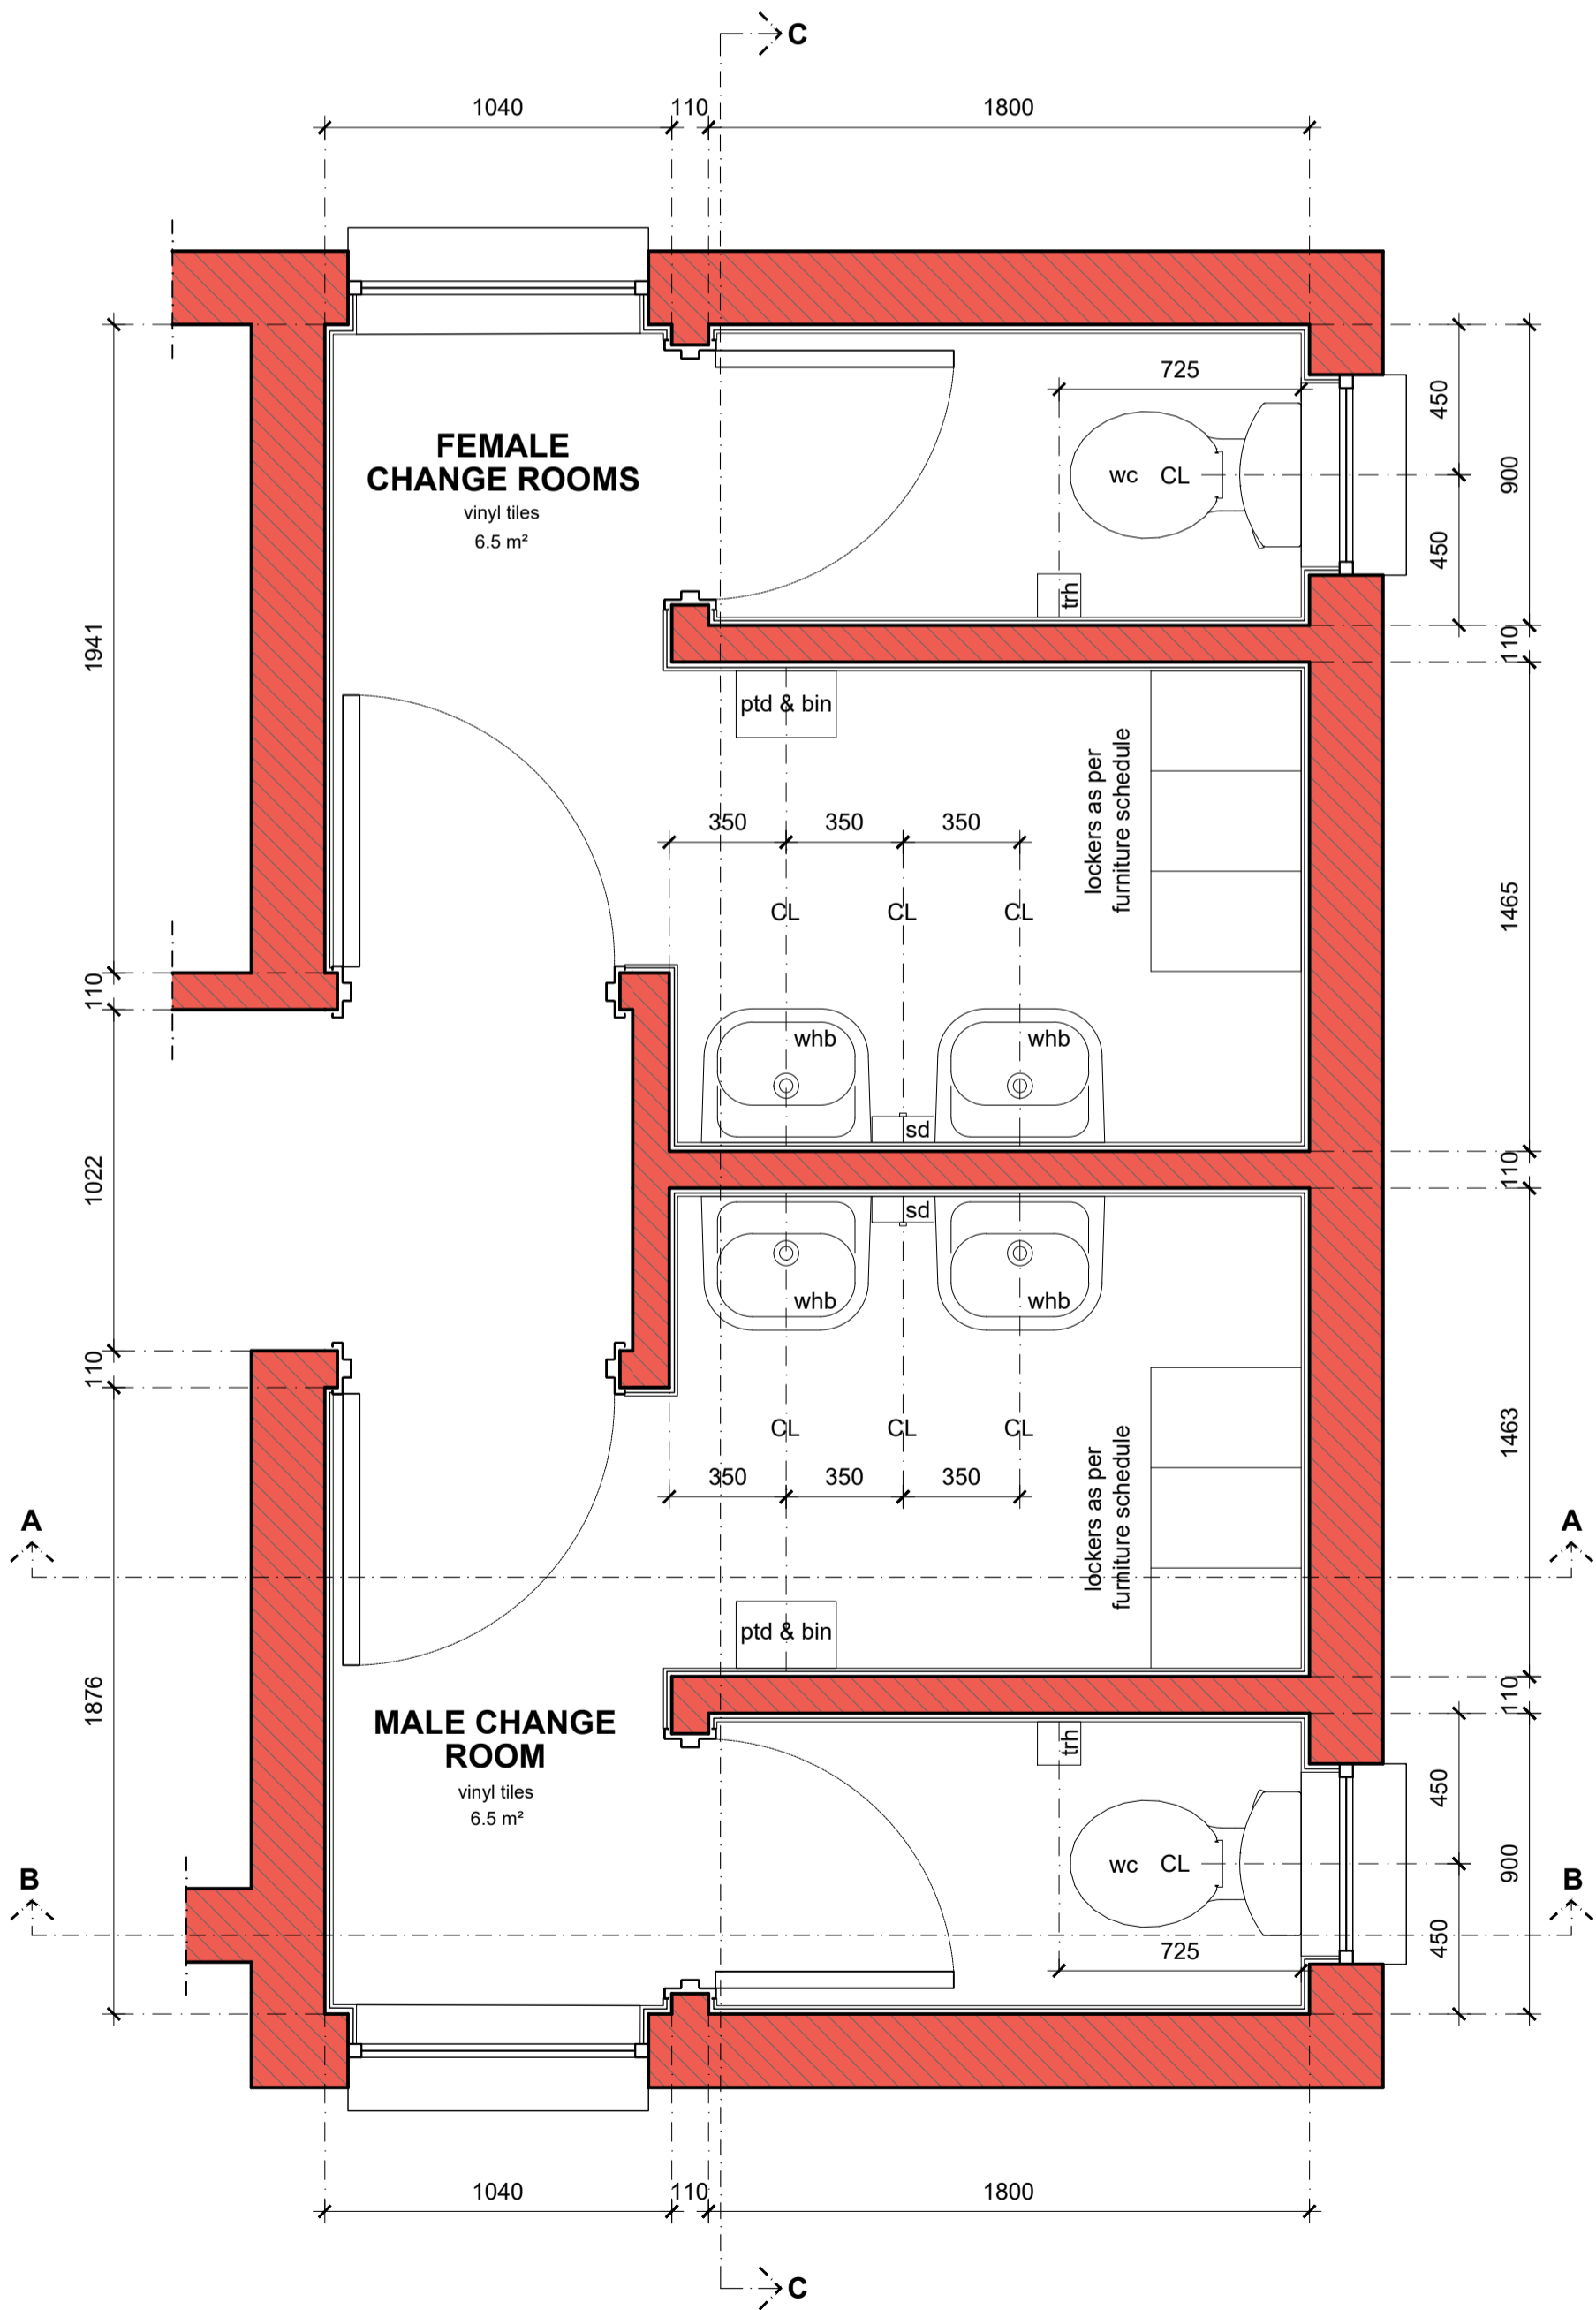 C
1040 110 1800
725
450
FEMALE
CHANGE ROOMS
vinyl tiles
6.5 m²
wc CL
900
450
trh
110
1941
ptd & bin
lockers as per
furniture schedule
350 350 350
1465
CL CL CL
110
whb whb
sd
110
1022
sd
whb whb
110
CL CL CL
1463
350 350 350
lockers as per
furniture schedule
A A
ptd & bin
1876
110
MALE CHANGE
ROOM
trh
vinyl tiles
6.5 m²
450
wc CL
900
B B
450
725
1040 110 1800
C